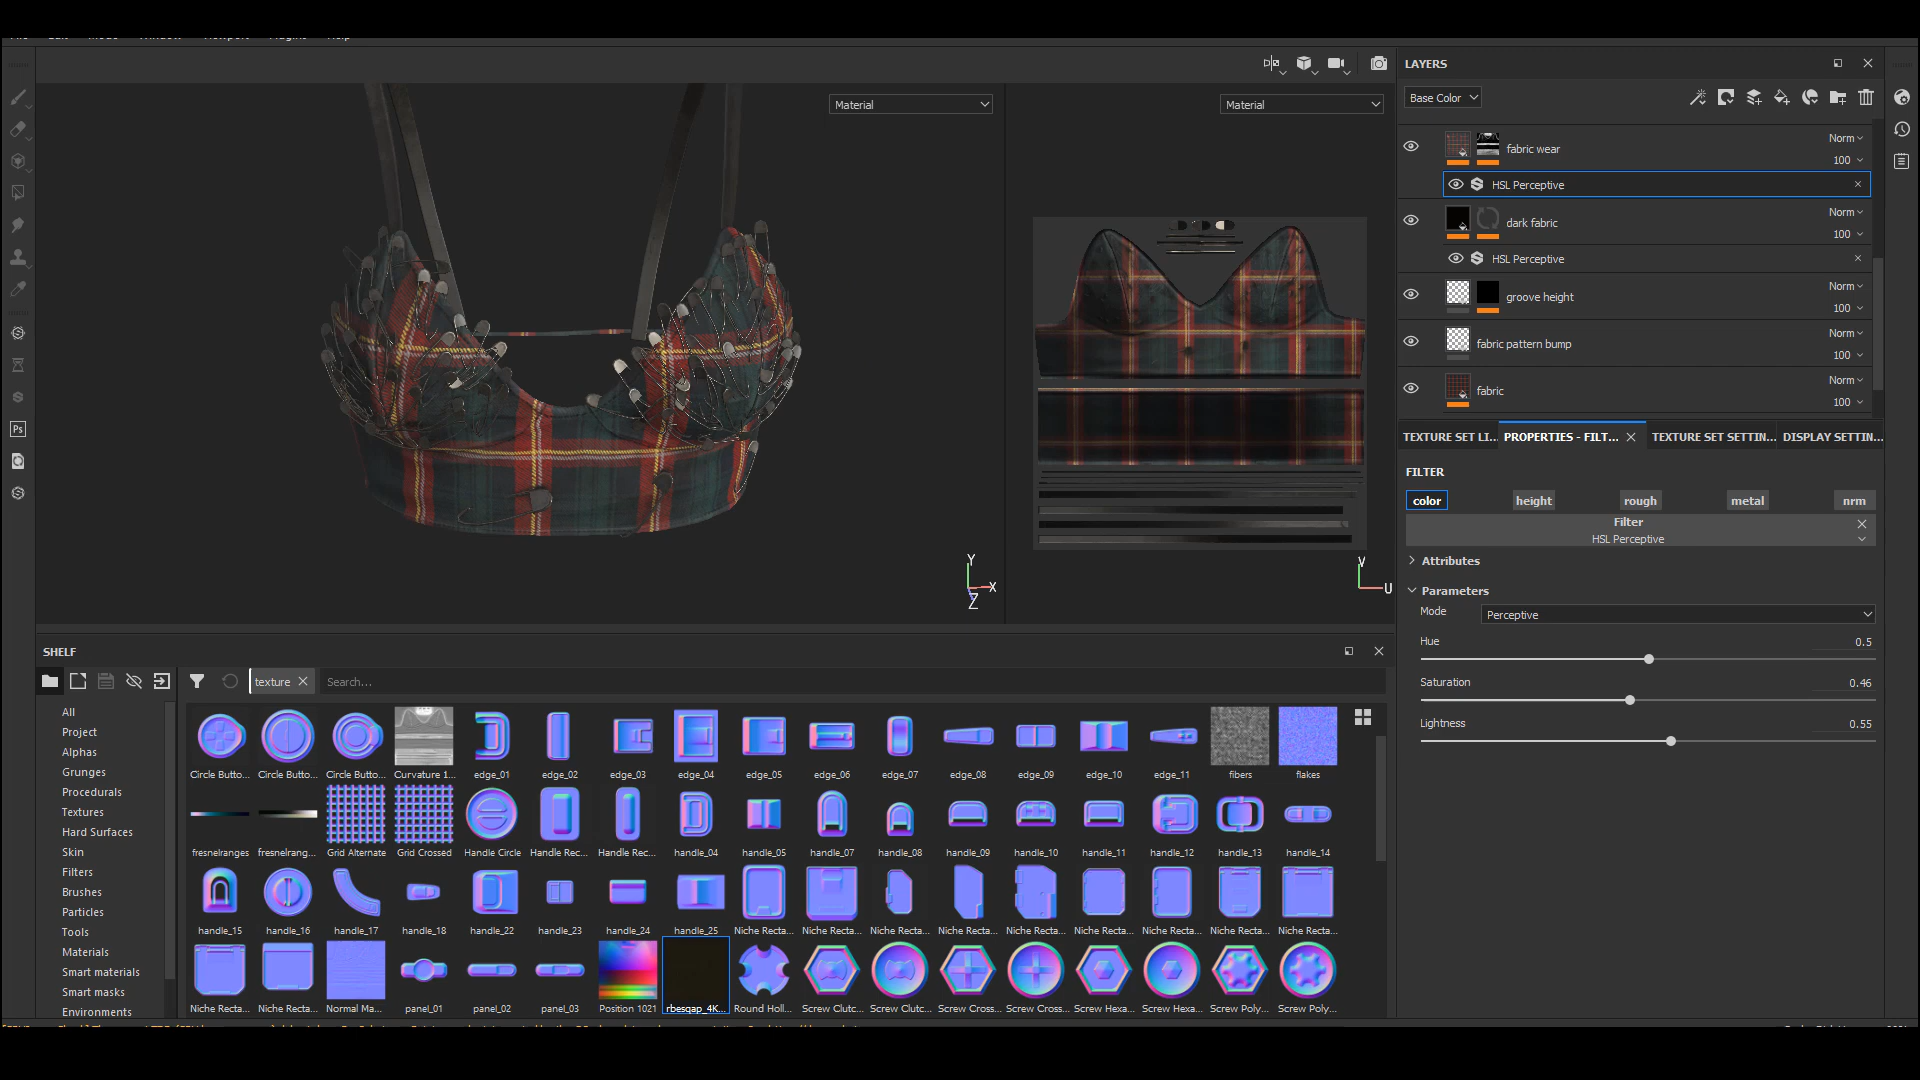 LAYERS
Material
Material
Base Color
fabric wear
Norm
100
HSL Perceptive
dark fabric
Norm
100
HSL Perceptive
groove height
Norm
100
fabric pattern bump
Norm
100
fabric
Norm
100
TEXTURE SET LI...
PROPERTIES - FILT...
TEXTURE SET SETTIN...
DISPLAY SETTIN...
FILTER
color
height
rough
metal
nrm
Filter
HSL Perceptive
Attributes
Parameters
Mode
Perceptive
Hue
0.5
Saturation
0.46
Lightness
0.55
Y
X
Z
V
U
Ps
SHELF
texture
Search...
All
Project
Alphas
Grunges
Procedurals
Textures
Hard Surfaces
Skin
Filters
Brushes
Particles
Tools
Materials
Smart materials
Smart masks
Environments
Circle Butto... Circle Butto... Circle Butto... Curvature 1... edge_01 edge_02 edge_03 edge_04 edge_05 edge_06 edge_07 edge_08 edge_09 edge_10 edge_11 fibers flakes
fresnelranges fresnelrang... Grid Alternate Grid Crossed Handle Circle Handle Rec... Handle Rec... handle_04 handle_05 handle_07 handle_08 handle_09 handle_10 handle_11 handle_12 handle_13 handle_14
handle_15 handle_16 handle_17 handle_18 handle_22 handle_23 handle_24 handle_25 Niche Recta... Niche Recta... Niche Recta... Niche Recta... Niche Recta... Niche Recta... Niche Recta... Niche Recta... Niche Recta...
Niche Recta... Niche Recta... Normal Ma... panel_01 panel_02 panel_03 Position 1021 rbesqap_4K... Round Holl... Screw Clutc... Screw Clutc... Screw Cross... Screw Cross... Screw Hexa... Screw Hexa... Screw Poly... Screw Poly...